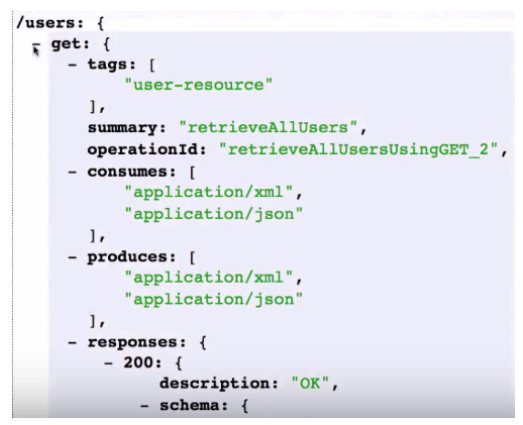 /users: {
- get: {
- tags: [
"user-resource"
],
summary: "retrieveAllUsers",
operationId: "retrieveAllUsersUsingGET_2",
- consumes: [
"application/xml",
"application/json"
],
- produces: [
"application/xml",
"application/json"
],
- responses: {
- 200: {
description: "OK",
- schema: {